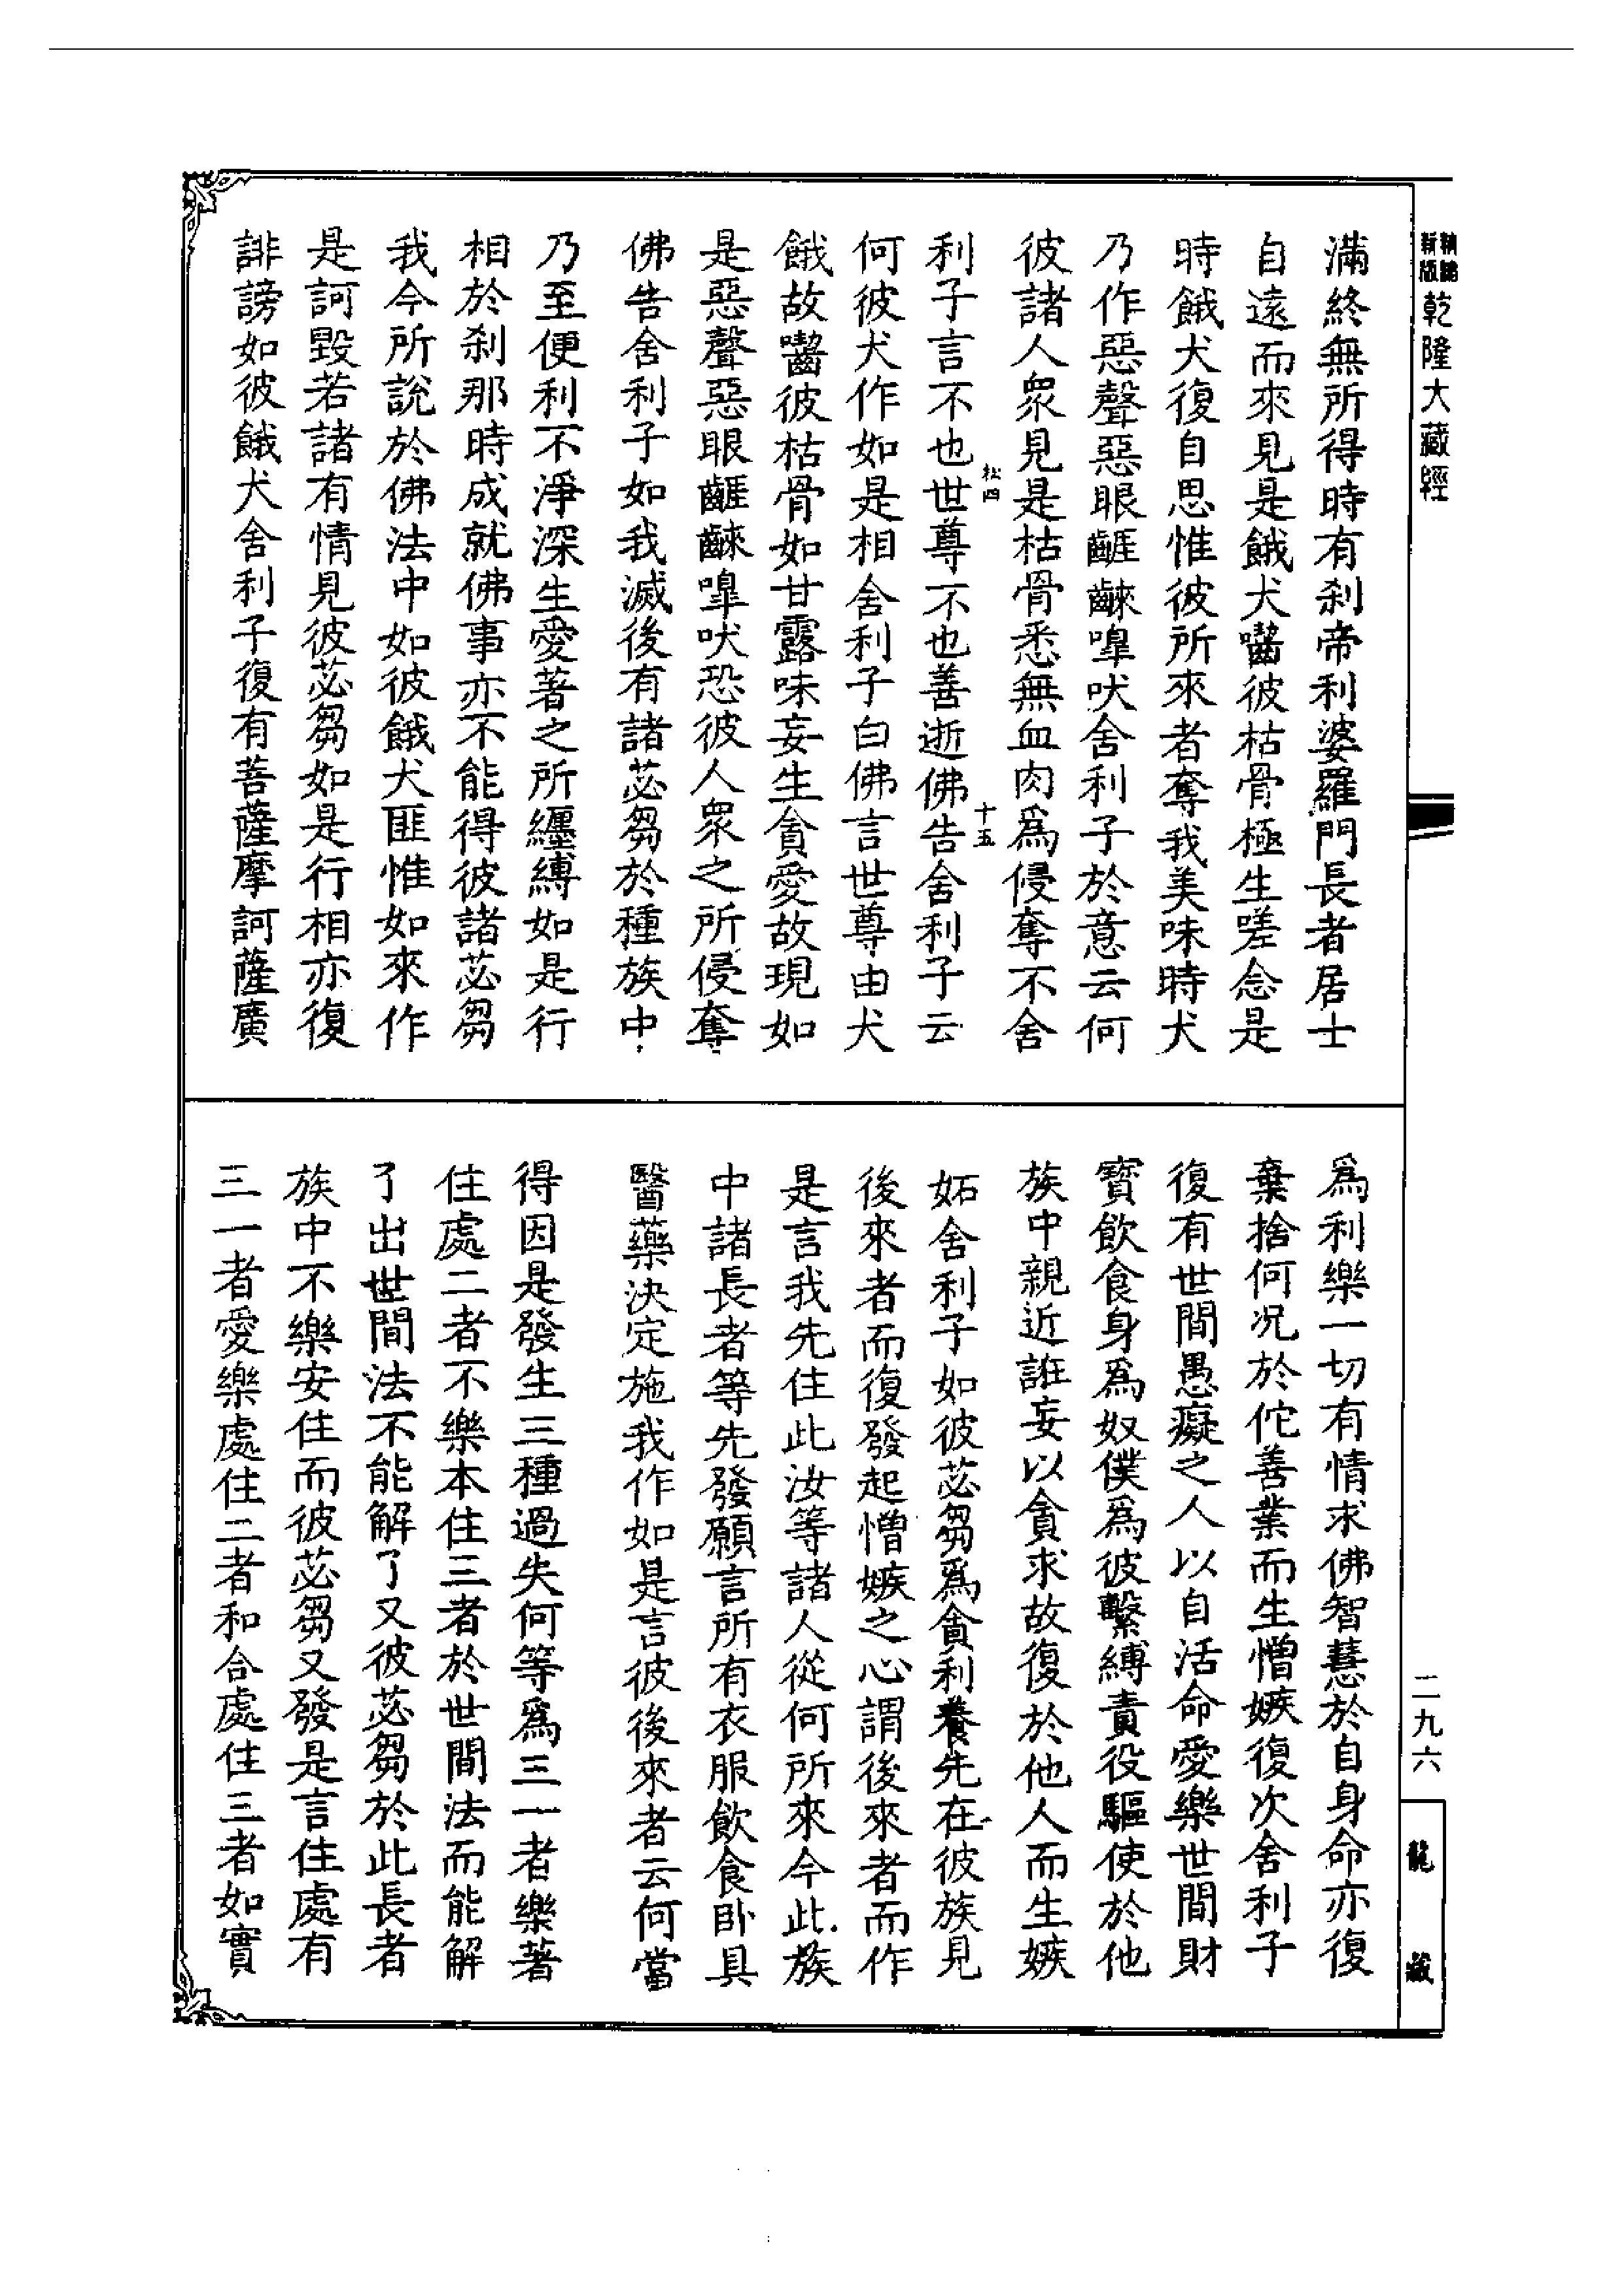 新版
乾隆大藏經
滿終無所得時有刹帝利婆羅門長者居士
自遠而來見是餓犬嚙彼枯骨極生嗟念是
時餓犬復自思惟彼所來者奪我美味時犬
乃作惡聲惡眼齜齼嘷吠舍利子於意云何
彼諸人衆見是枯骨悉無血肉爲侵奪不舍
松四
十五
利子言不也世尊不也善逝佛告舍利子云
何彼犬作如是相舍利子白佛言世尊由犬
餓故嚙彼枯骨如甘露味妄生貪愛故現如
是惡聲惡眼嘷吠恐彼人衆之所侵奪
佛告舍利子如我滅後有諸苾芻於種族中
乃至便利不淨深生愛著之所纏縛如是行
相於刹那時成就佛事亦不能得彼諸苾芻
我今所說於佛法中如彼餓犬匪惟如來作
是訶毀若諸有情見彼苾芻如是行相亦復
誹謗如彼餓犬舍利子復有菩薩摩訶薩廣
爲利樂一切有情求佛智慧於自身命亦復
棄捨何況於佗善業而生憎嫉復次舍利子
復有世間愚癡之人以自活命愛樂世間財
寶飲食身爲奴僕爲彼繫縛責役驅使於他
族中親近誑妄以貪求故復於他人而生嫉
妬舍利子如彼苾芻爲貪利養先在彼族見
後來者而復發起憎嫉之心謂後來者而作
是言我先住此汝等諸人從何所來今此族
中諸長者等先發願言所有衣服飲食卧具
醫藥決定施我作如是言彼後來者云何當
得因是發生三種過失何等爲三一者樂著
住處二者不樂本住三者於世間法而能解
了出世間法不能解了又彼苾芻於此長者
族中不樂安住而彼苾芻又發是言住處有
三一者愛樂處住二者和合處住三者如實
二九六
龍藏